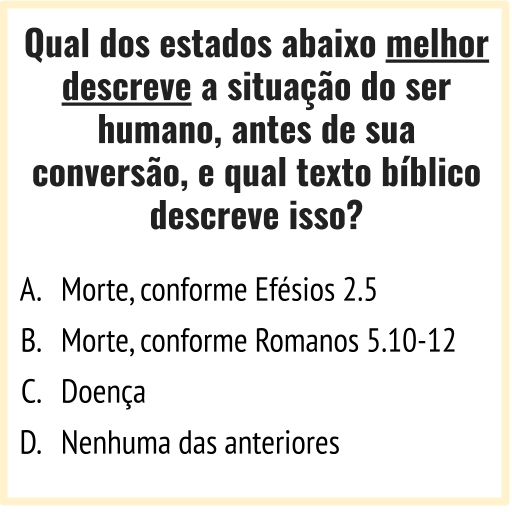 Qual dos estados abaixo melhor
descreve a situação do ser
humano, antes de sua
conversão, e qual texto bíblico
descreve isso?
A. Morte, conforme Efésios 2.5
B. Morte, conforme Romanos 5.10-12
C. Doença
D. Nenhuma das anteriores